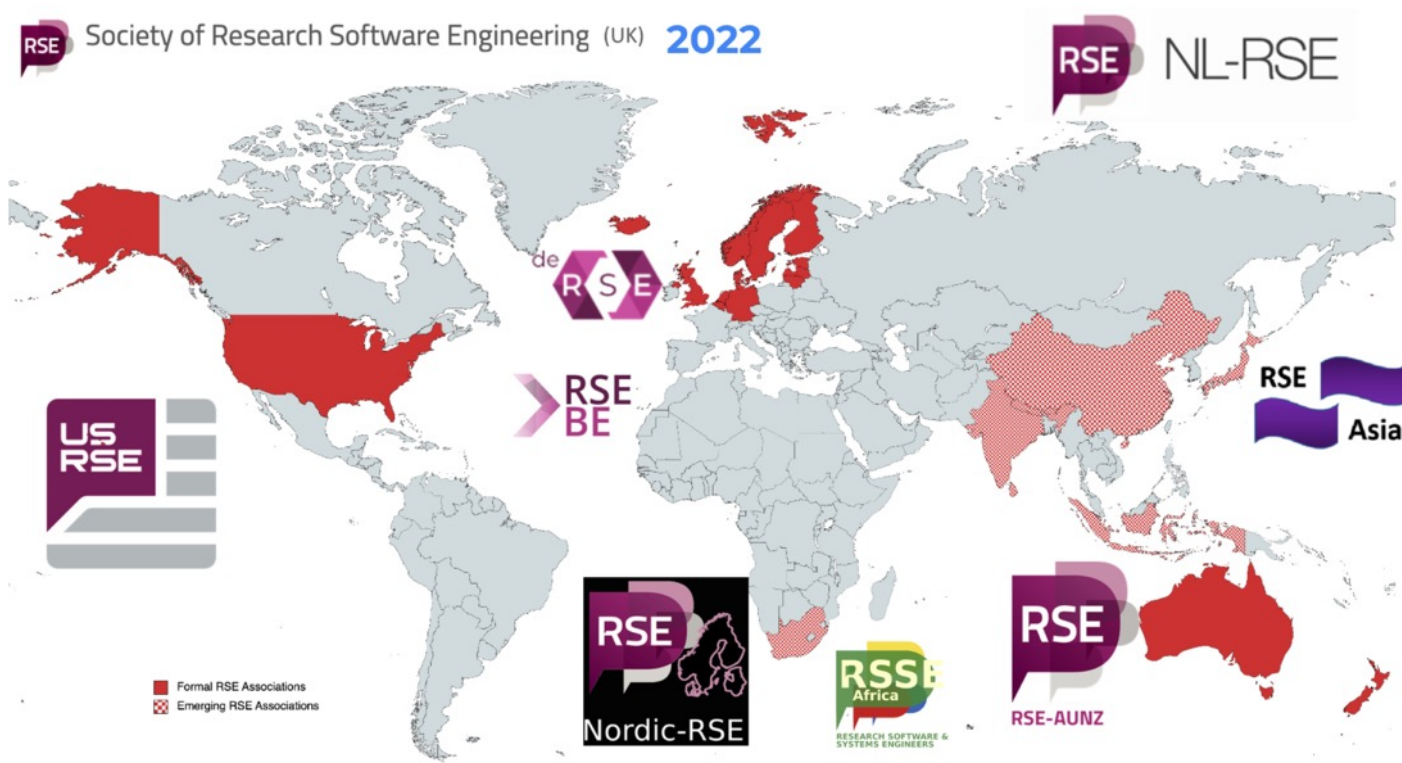 RSE Society of Research Software Engineering (UK) 2022
RSE NL-RSE
de
RSE
RSE
BE
US
RSE
RSE
Asia
RSE
Nordic-RSE
RSSE
Africa
RESEARCH SOFTWARE &
SYSTEMS ENGINEERS
RSE
RSE-AUNZ
Formal RSE Associations
Emerging RSE Associations